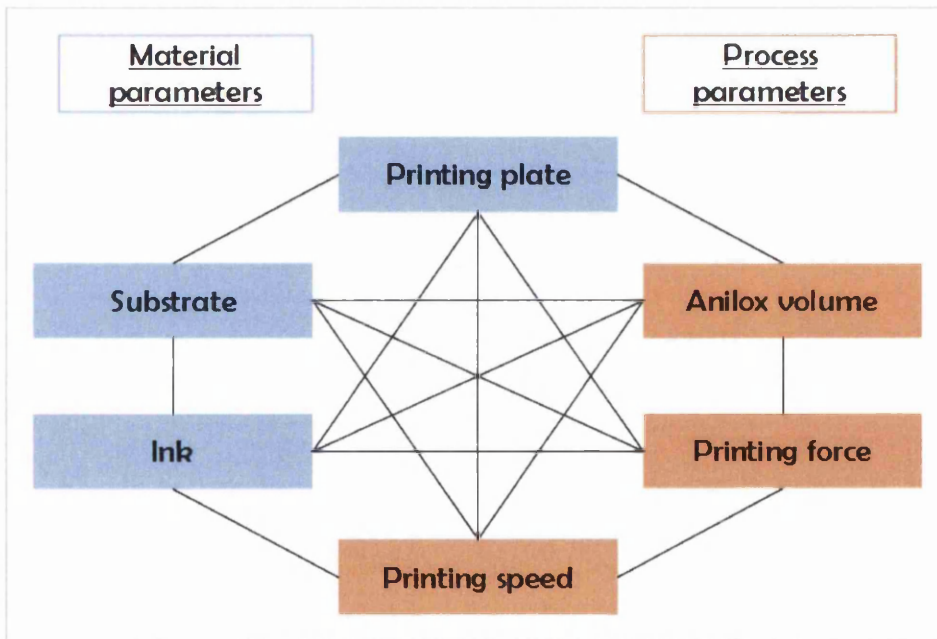 Material
parameters
Process
parameters
Printing plate
Substrate
Anilox volume
Ink
Printing force
Printing speed